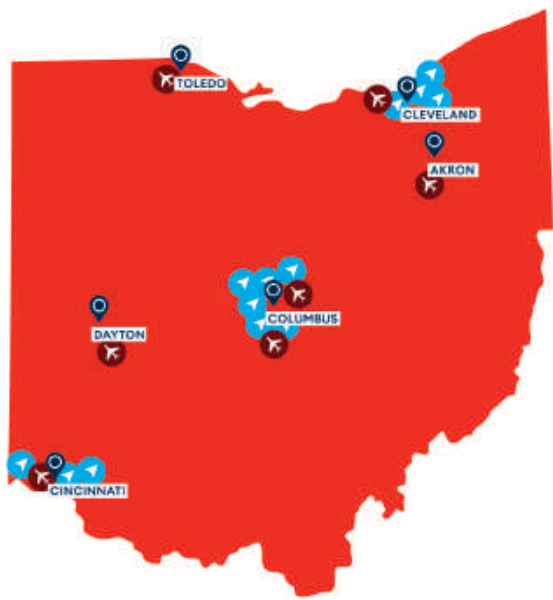 TOLEDO
CLEVELAND
AKRON
COLUMBUS
DAYTON
CINCINNATI